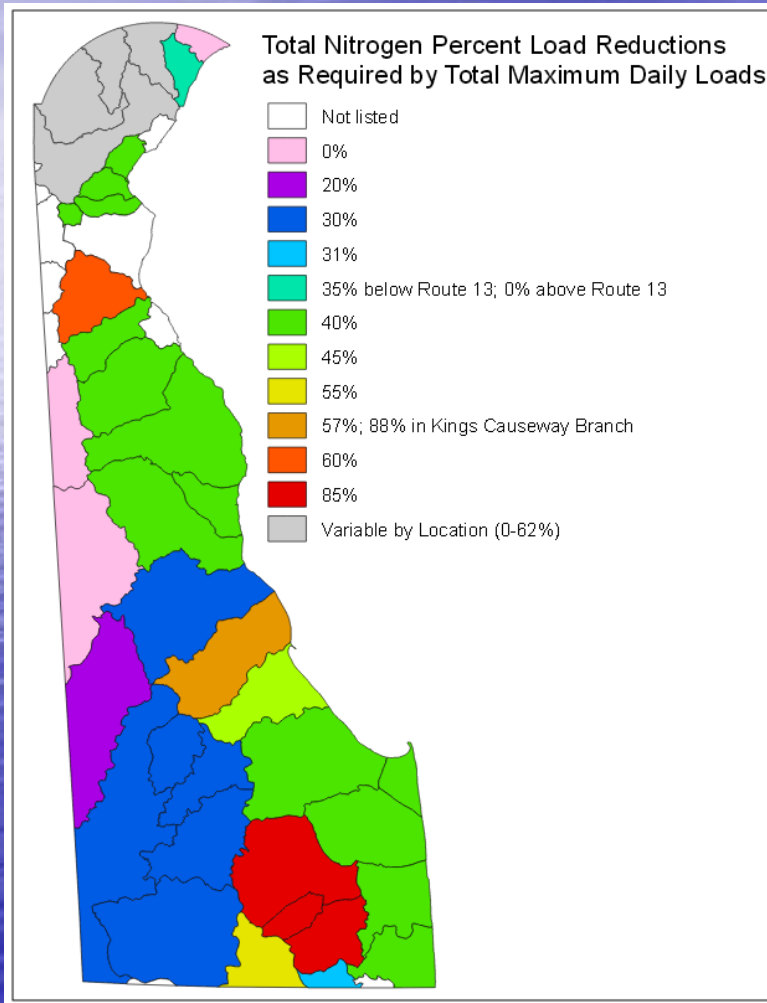 Total Nitrogen Percent Load Reductions
as Required by Total Maximum Daily Loads
Not listed
0%
20%
30%
31%
35% below Route 13; 0% above Route 13
40%
45%
55%
57%; 88% in Kings Causeway Branch
60%
85%
Variable by Location (0-62%)